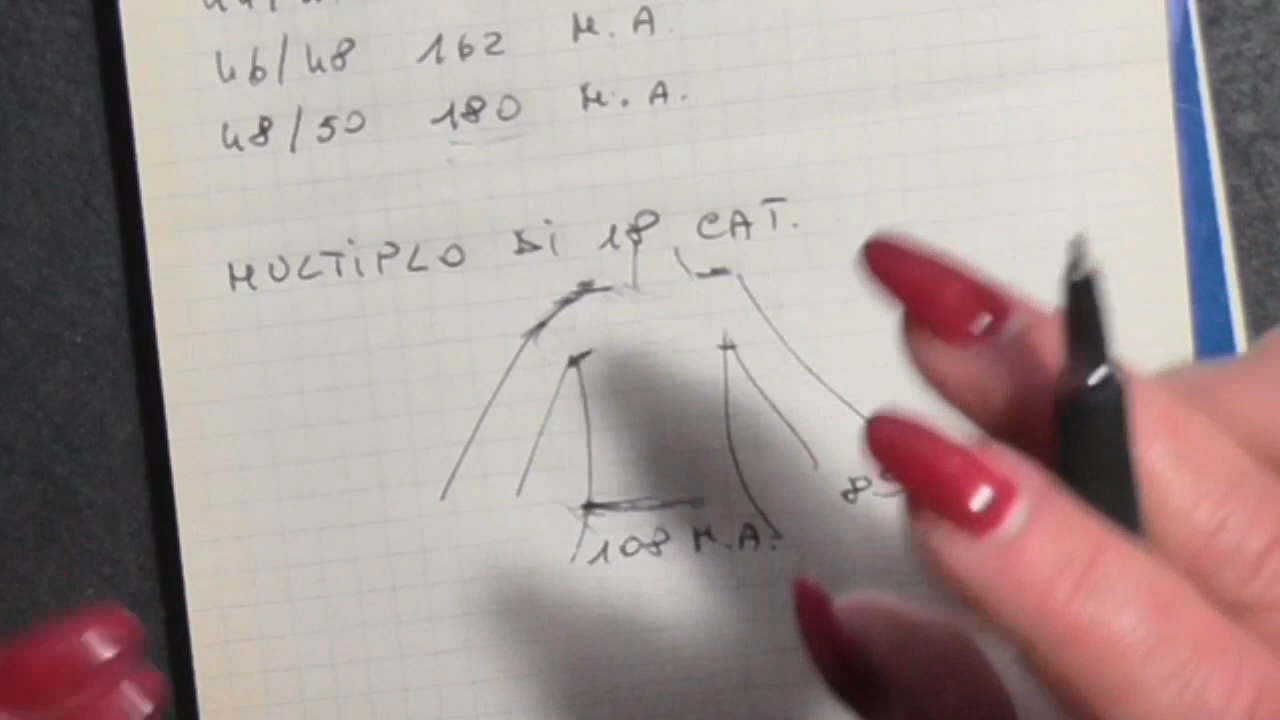 46/48 162 M.A.
48/50 180 M.A.
MULTIPLO DI 18 CAT.
108 M.A.